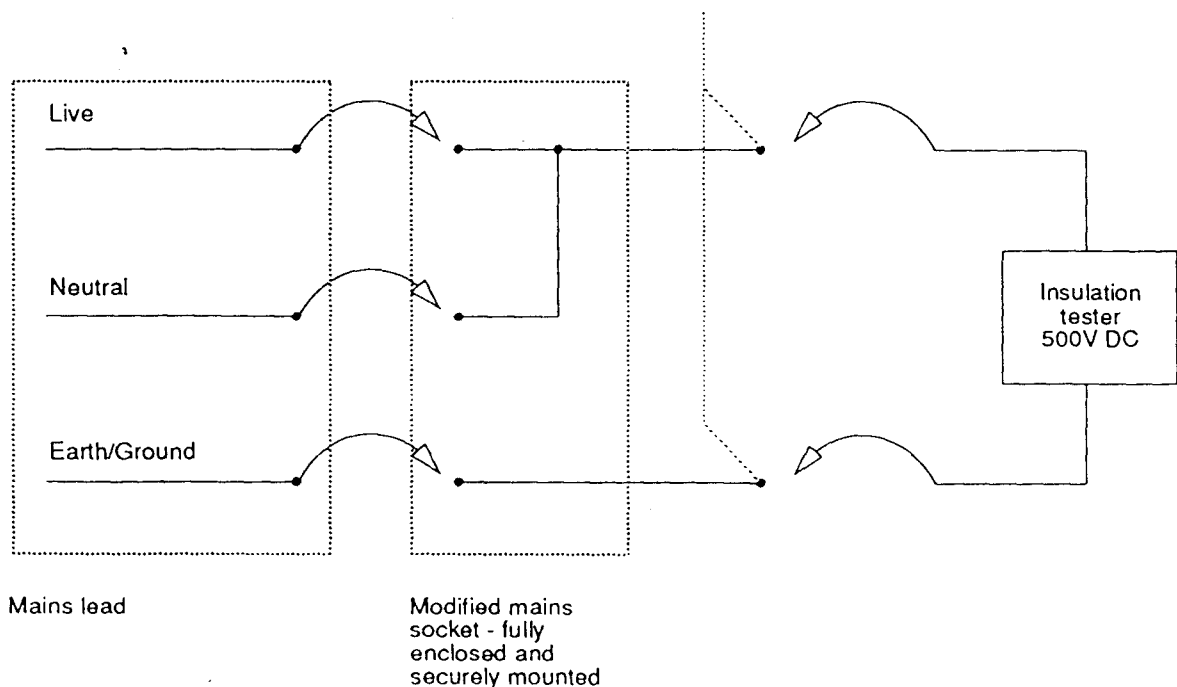 Live
Neutral
Earth/Ground
Insulation
tester
500V DC
Mains lead
Modified mains
socket - fully
enclosed and
securely mounted